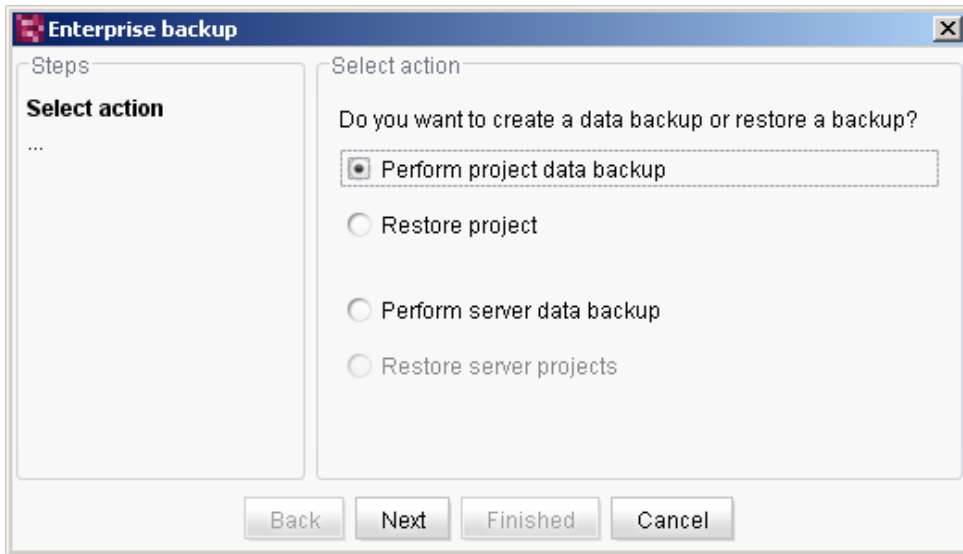 Enterprise backup
Steps
Select action
...
Select action
Do you want to create a data backup or restore a backup?
Perform project data backup
Restore project
Perform server data backup
Restore server projects
Back
Next
Finished
Cancel